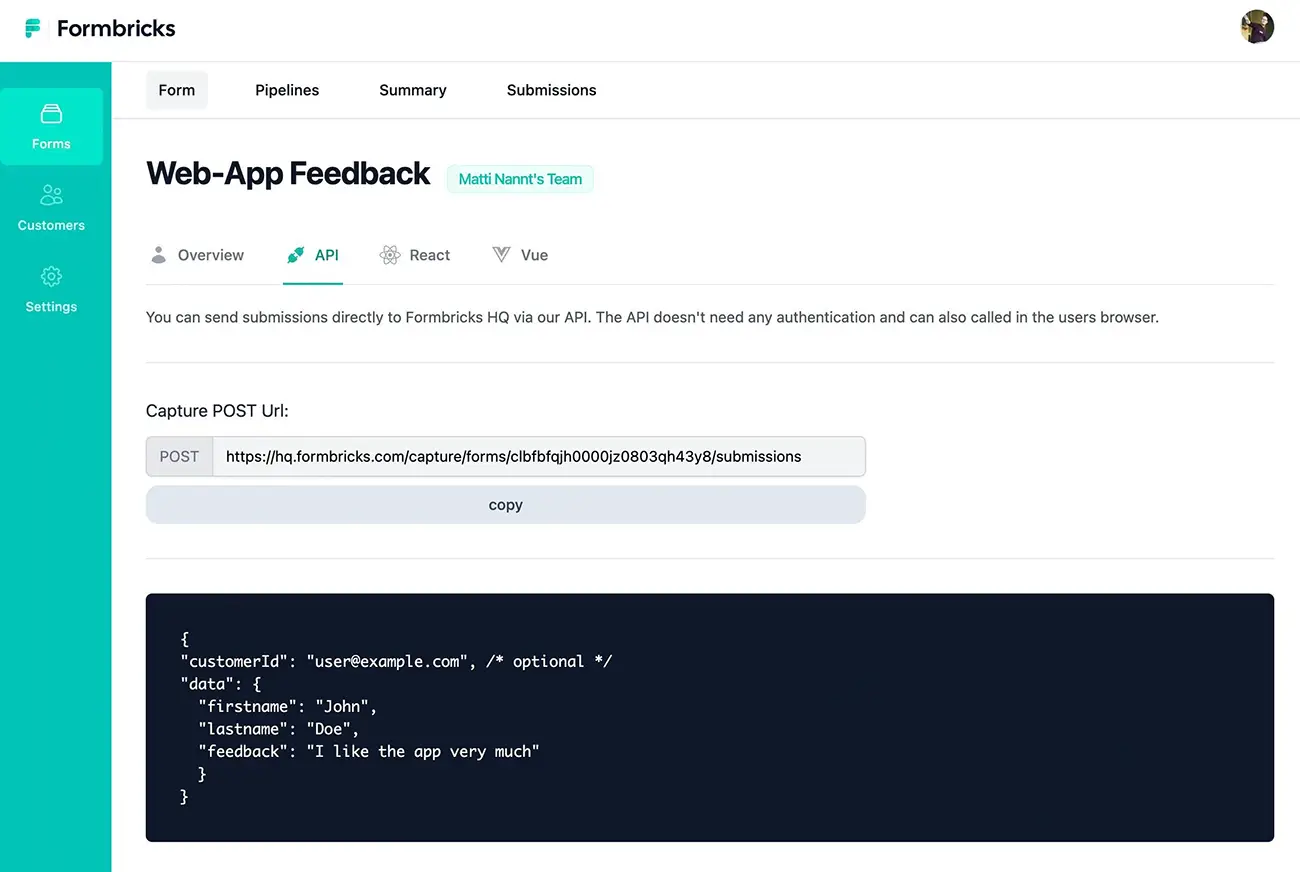 Formbricks
Form Pipelines Summary Submissions
Forms
Customers
Settings
Web-App Feedback Matti Nannt's Team
Overview API React Vue
You can send submissions directly to Formbricks HQ via our API. The API doesn't need any authentication and can also called in the users browser.
Capture POST Url:
POST https://hq.formbricks.com/capture/forms/clbfbfqjh0000jz0803qh43y8/submissions
copy
{
"customerId": "user@example.com", /* optional */
"data": {
"firstname": "John",
"lastname": "Doe",
"feedback": "I like the app very much"
}
}